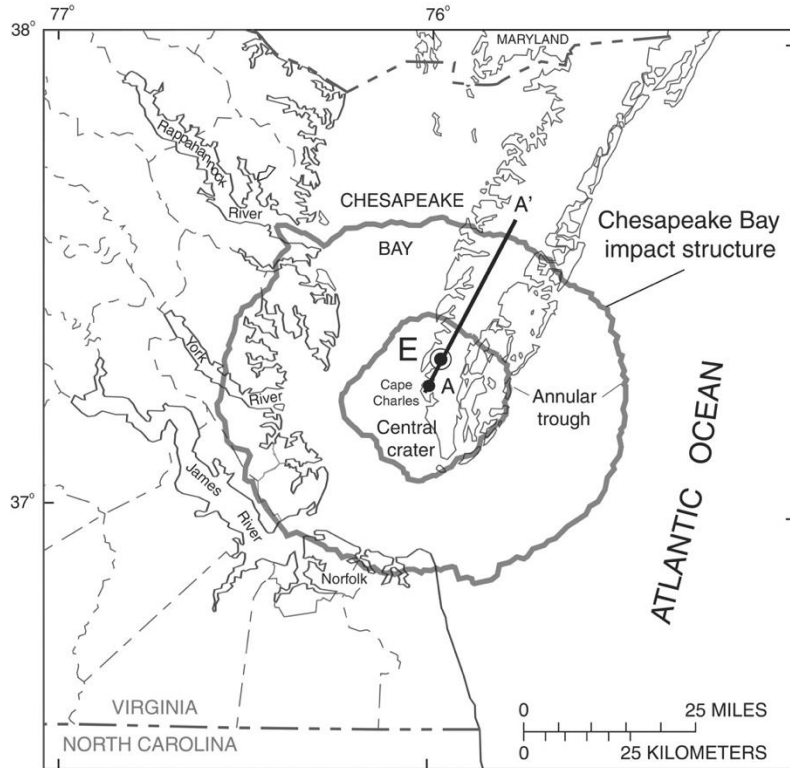 77°
76°
38°
MARYLAND
Rappahannock
River
CHESAPEAKE
BAY
A'
Chesapeake Bay
impact structure
York
River
E
A
Cape
Charles
Central
crater
Annular
trough
James
River
37°
Norfolk
ATLANTIC OCEAN
VIRGINIA
NORTH CAROLINA
0 25 MILES
0 25 KILOMETERS